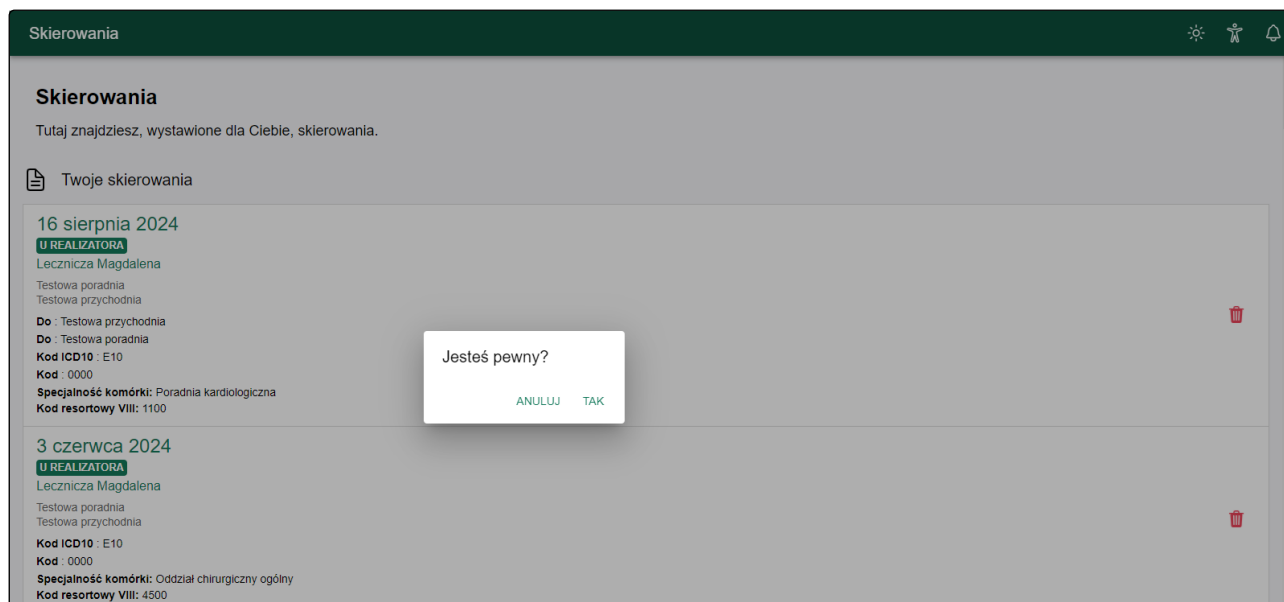 Skierowania
Skierowania
Tutaj znajdziesz, wystawione dla Ciebie, skierowania.
Twoje skierowania
16 sierpnia 2024
U REALIZATORA
Lecznicza Magdalena
Testowa poradnia
Testowa przychodnia
Do : Testowa przychodnia
Do : Testowa poradnia
Kod ICD10 : E10
Kod : 0000
Specjalność komórki: Poradnia kardiologiczna
Kod resortowy VIII: 1100
Jesteś pewny?
ANULUJ TAK
3 czerwca 2024
U REALIZATORA
Lecznicza Magdalena
Testowa poradnia
Testowa przychodnia
Kod ICD10 : E10
Kod : 0000
Specjalność komórki: Oddział chirurgiczny ogólny
Kod resortowy VIII: 4500